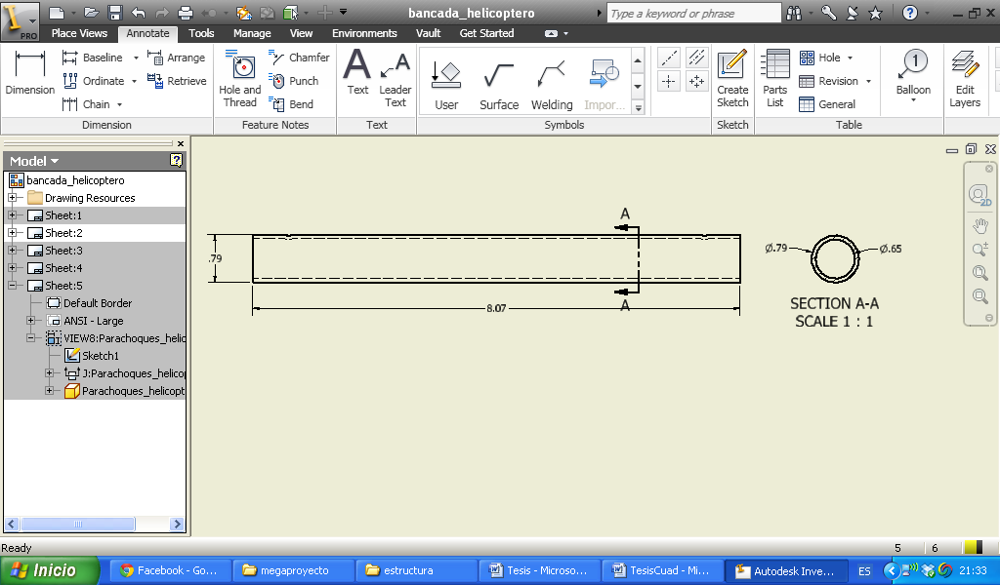 bancada_helicoptero
Type a keyword or phrase
PRO
Place Views Annotate Tools Manage View Environments Vault Get Started
Dimension
Baseline
Ordinate
Chain
Arrange
Retrieve
Hole and Thread
Chamfer
Punch
Bend
Text
Leader Text
User
Surface
Welding
Impor...
Create Sketch
Parts List
Hole
Revision
General
Balloon
Edit Layers
Dimension
Feature Notes
Text
Symbols
Sketch
Table
Model
bancada_helicoptero
Drawing Resources
Sheet:1
Sheet:2
Sheet:3
Sheet:4
Sheet:5
Default Border
ANSI - Large
VIEW8:Parachoques_helic
Sketch1
J:Parachoques_helicop
Parachoques_helicopt
2D
A
.79
A
8.07
Ø.79
Ø.65
SECTION A-A
SCALE 1 : 1
Ready
5 6
Inicio
Facebook - Go...
megaproyecto
estructura
Tesis - Microso...
TesisCuad - Mi...
Autodesk Inve...
ES
21:33